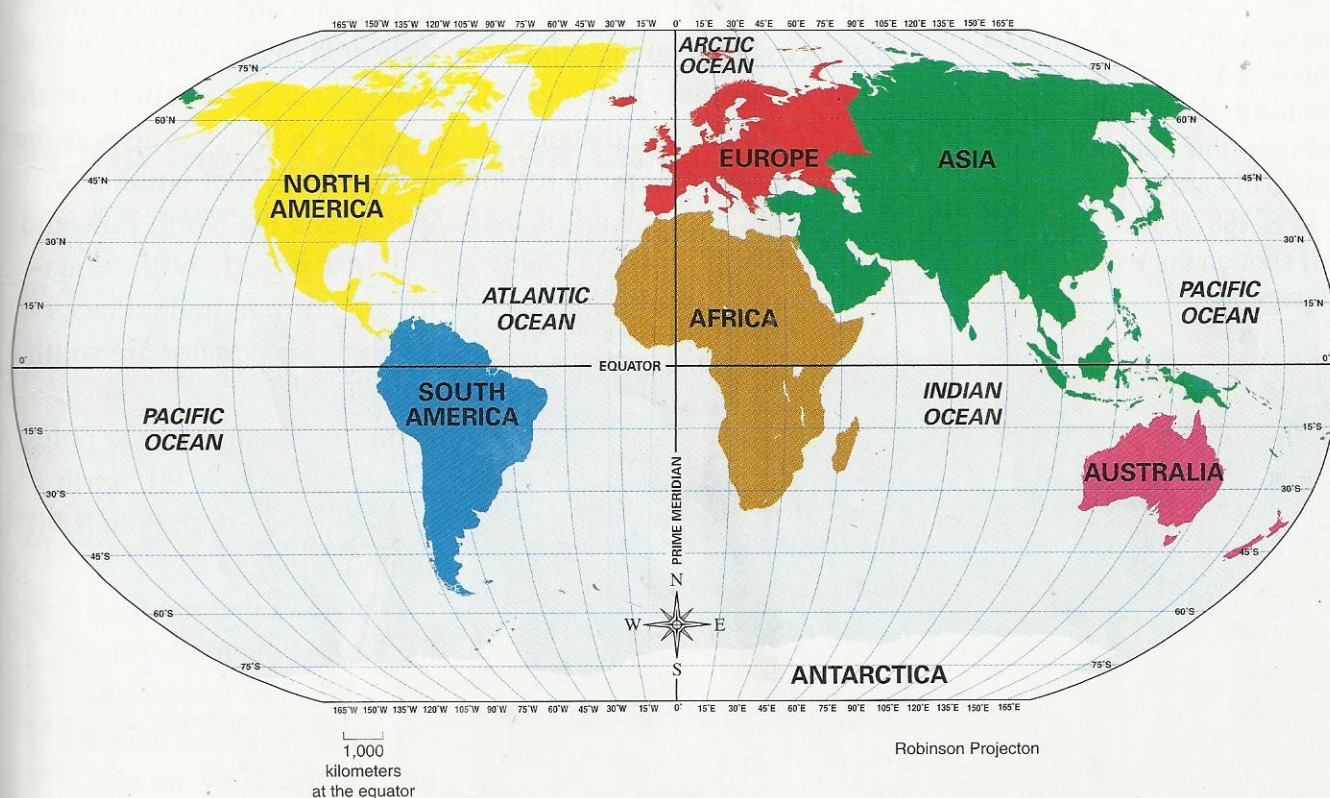 165˚W 150˚W 135˚W 120˚W 105˚W 90˚W 75˚W 60˚W 45˚W 30˚W 15˚W 0˚ 15˚E 30˚E 45˚E 60˚E 75˚E 90˚E 105˚E 120˚E 135˚E 150˚E 165˚E
ARCTIC
OCEAN
75˚N 75˚N
60˚N 60˚N
EUROPE ASIA
45˚N 45˚N
NORTH
AMERICA
30˚N 30˚N
ATLANTIC
OCEAN
PACIFIC
OCEAN
15˚N 15˚N
AFRICA
0˚ EQUATOR 0˚
SOUTH
AMERICA
INDIAN
OCEAN
PACIFIC
OCEAN
15˚S 15˚S
AUSTRALIA
30˚S 30˚S
PRIME MERIDIAN
45˚S 45˚S
N
60˚S 60˚S
W E
S
75˚S 75˚S
ANTARCTICA
165˚W 150˚W 135˚W 120˚W 105˚W 90˚W 75˚W 60˚W 45˚W 30˚W 15˚W 0˚ 15˚E 30˚E 45˚E 60˚E 75˚E 90˚E 105˚E 120˚E 135˚E 150˚E 165˚E
1,000
kilometers
at the equator
Robinson Projecton